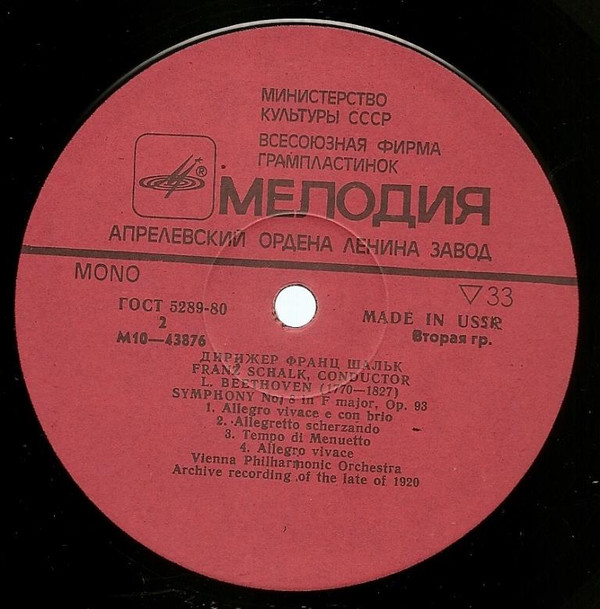 МИНИСТЕРСТВО
КУЛЬТУРЫ СССР
ВСЕСОЮЗНАЯ ФИРМА
ГРАМПЛАСТИНОК
®
МЕЛОДИЯ
АПРЕЛЕВСКИЙ ОРДЕНА ЛЕНИНА ЗАВОД
MONO
▽33
ГОСТ 5289-80
MADE IN USSR
2
Вторая гр.
М10—43876
ДИРИЖЕР ФРАНЦ ШАЛЬК
FRANZ SCHALK, CONDUCTOR
L. BEETHOVEN (1770—1827)
SYMPHONY No. 8 in F major, Op. 93
1. Allegro vivace e con brio
2. Allegretto scherzando
3. Tempo di Menuetto
4. Allegro vivace
Vienna Philharmonic Orchestra
Archive recording of the late of 1920